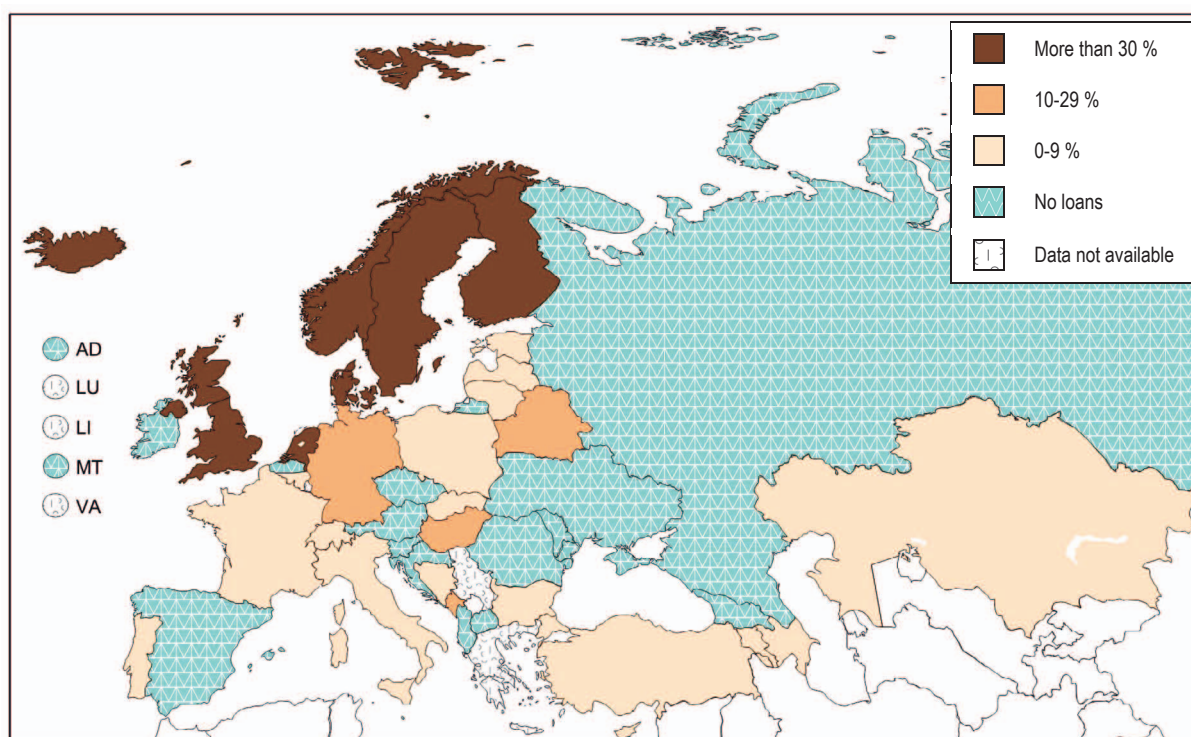 More than 30 %
10-29 %
0-9 %
No loans
Data not available
AD
LU
LI
MT
VA